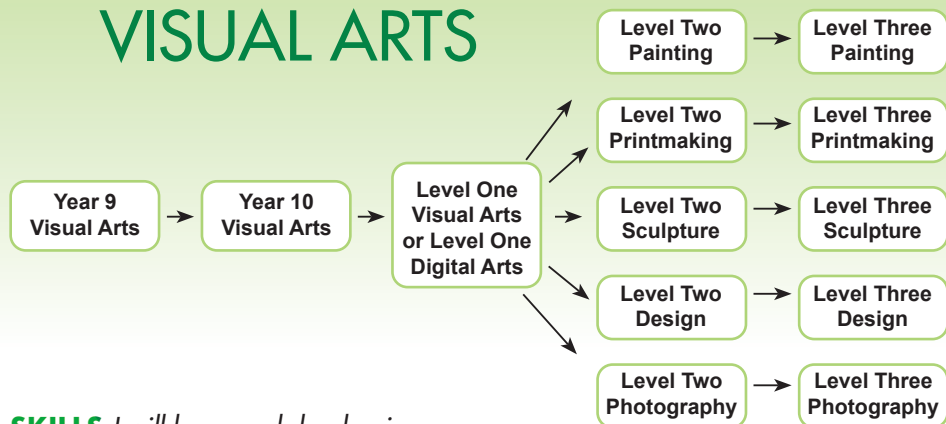 VISUAL ARTS
Year 9
Visual Arts
Year 10
Visual Arts
Level One
Visual Arts
or Level One
Digital Arts
Level Two
Painting
Level Three
Painting
Level Two
Printmaking
Level Three
Printmaking
Level Two
Sculpture
Level Three
Sculpture
Level Two
Design
Level Three
Design
Level Two
Photography
Level Three
Photography
SKILLS